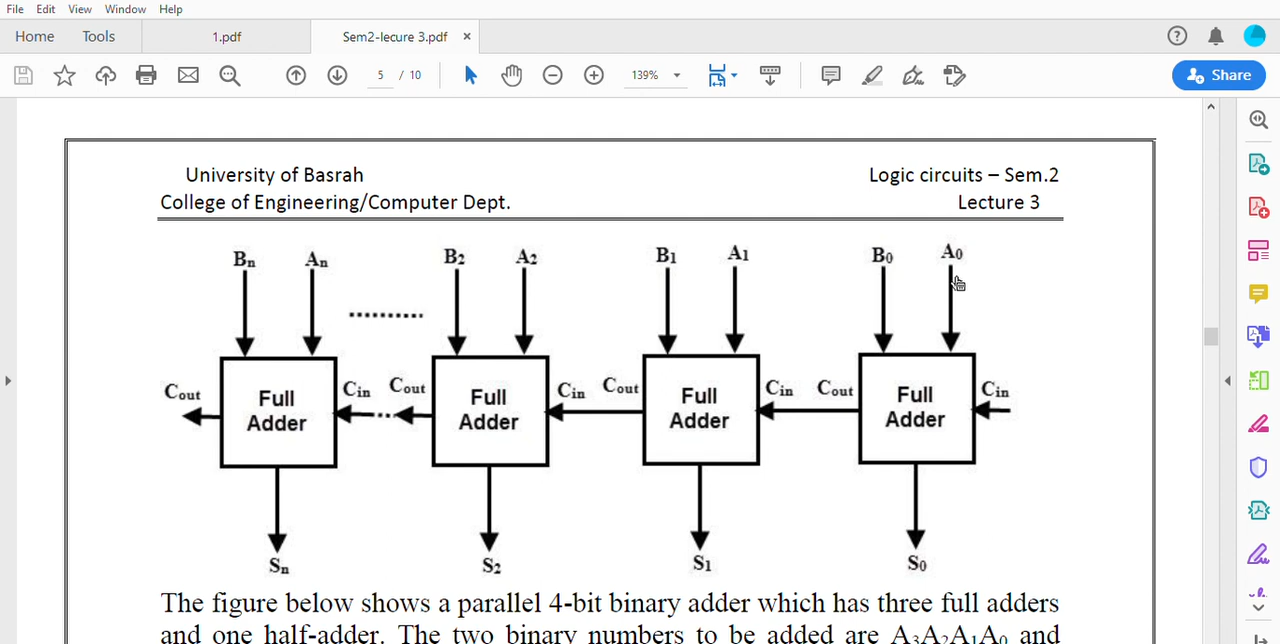 File Edit View Window Help
Home Tools 1.pdf Sem2-lecure 3.pdf ×
5 / 10 139% Share
University of Basrah Logic circuits – Sem.2
College of Engineering/Computer Dept. Lecture 3
Bn An B2 A2 B1 A1 B0 A0
Cout Full Adder Cin Cout Full Adder Cin Cout Full Adder Cin Cout Full Adder Cin
Sn S2 S1 S0
The figure below shows a parallel 4-bit binary adder which has three full adders
and one half-adder. The two binary numbers to be added are A3A2A1A0 and